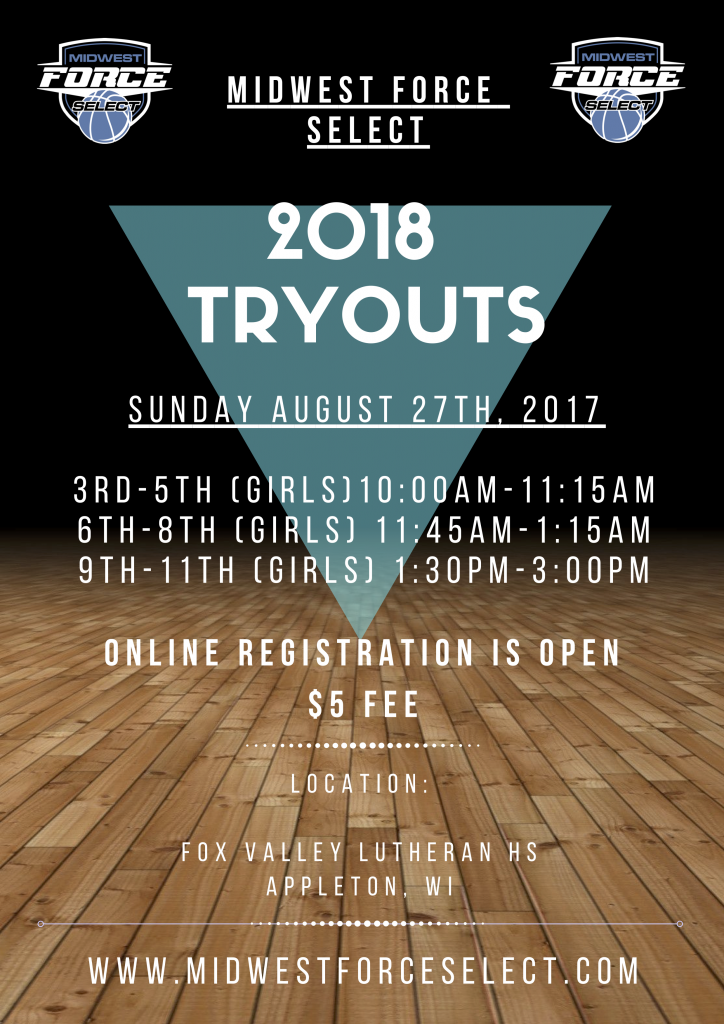 MIDWEST
FORCE
SELECT
MIDWEST
FORCE
SELECT
MIDWEST FORCE
SELECT
2018
TRYOUTS
SUNDAY AUGUST 27TH, 2017
3RD-5TH (GIRLS)10:00AM-11:15AM
6TH-8TH (GIRLS) 11:45AM-1:15AM
9TH-11TH (GIRLS) 1:30PM-3:00PM
ONLINE REGISTRATION IS OPEN
$5 FEE
LOCATION:
FOX VALLEY LUTHERAN HS
APPLETON, WI
WWW.MIDWESTFORCESELECT.COM